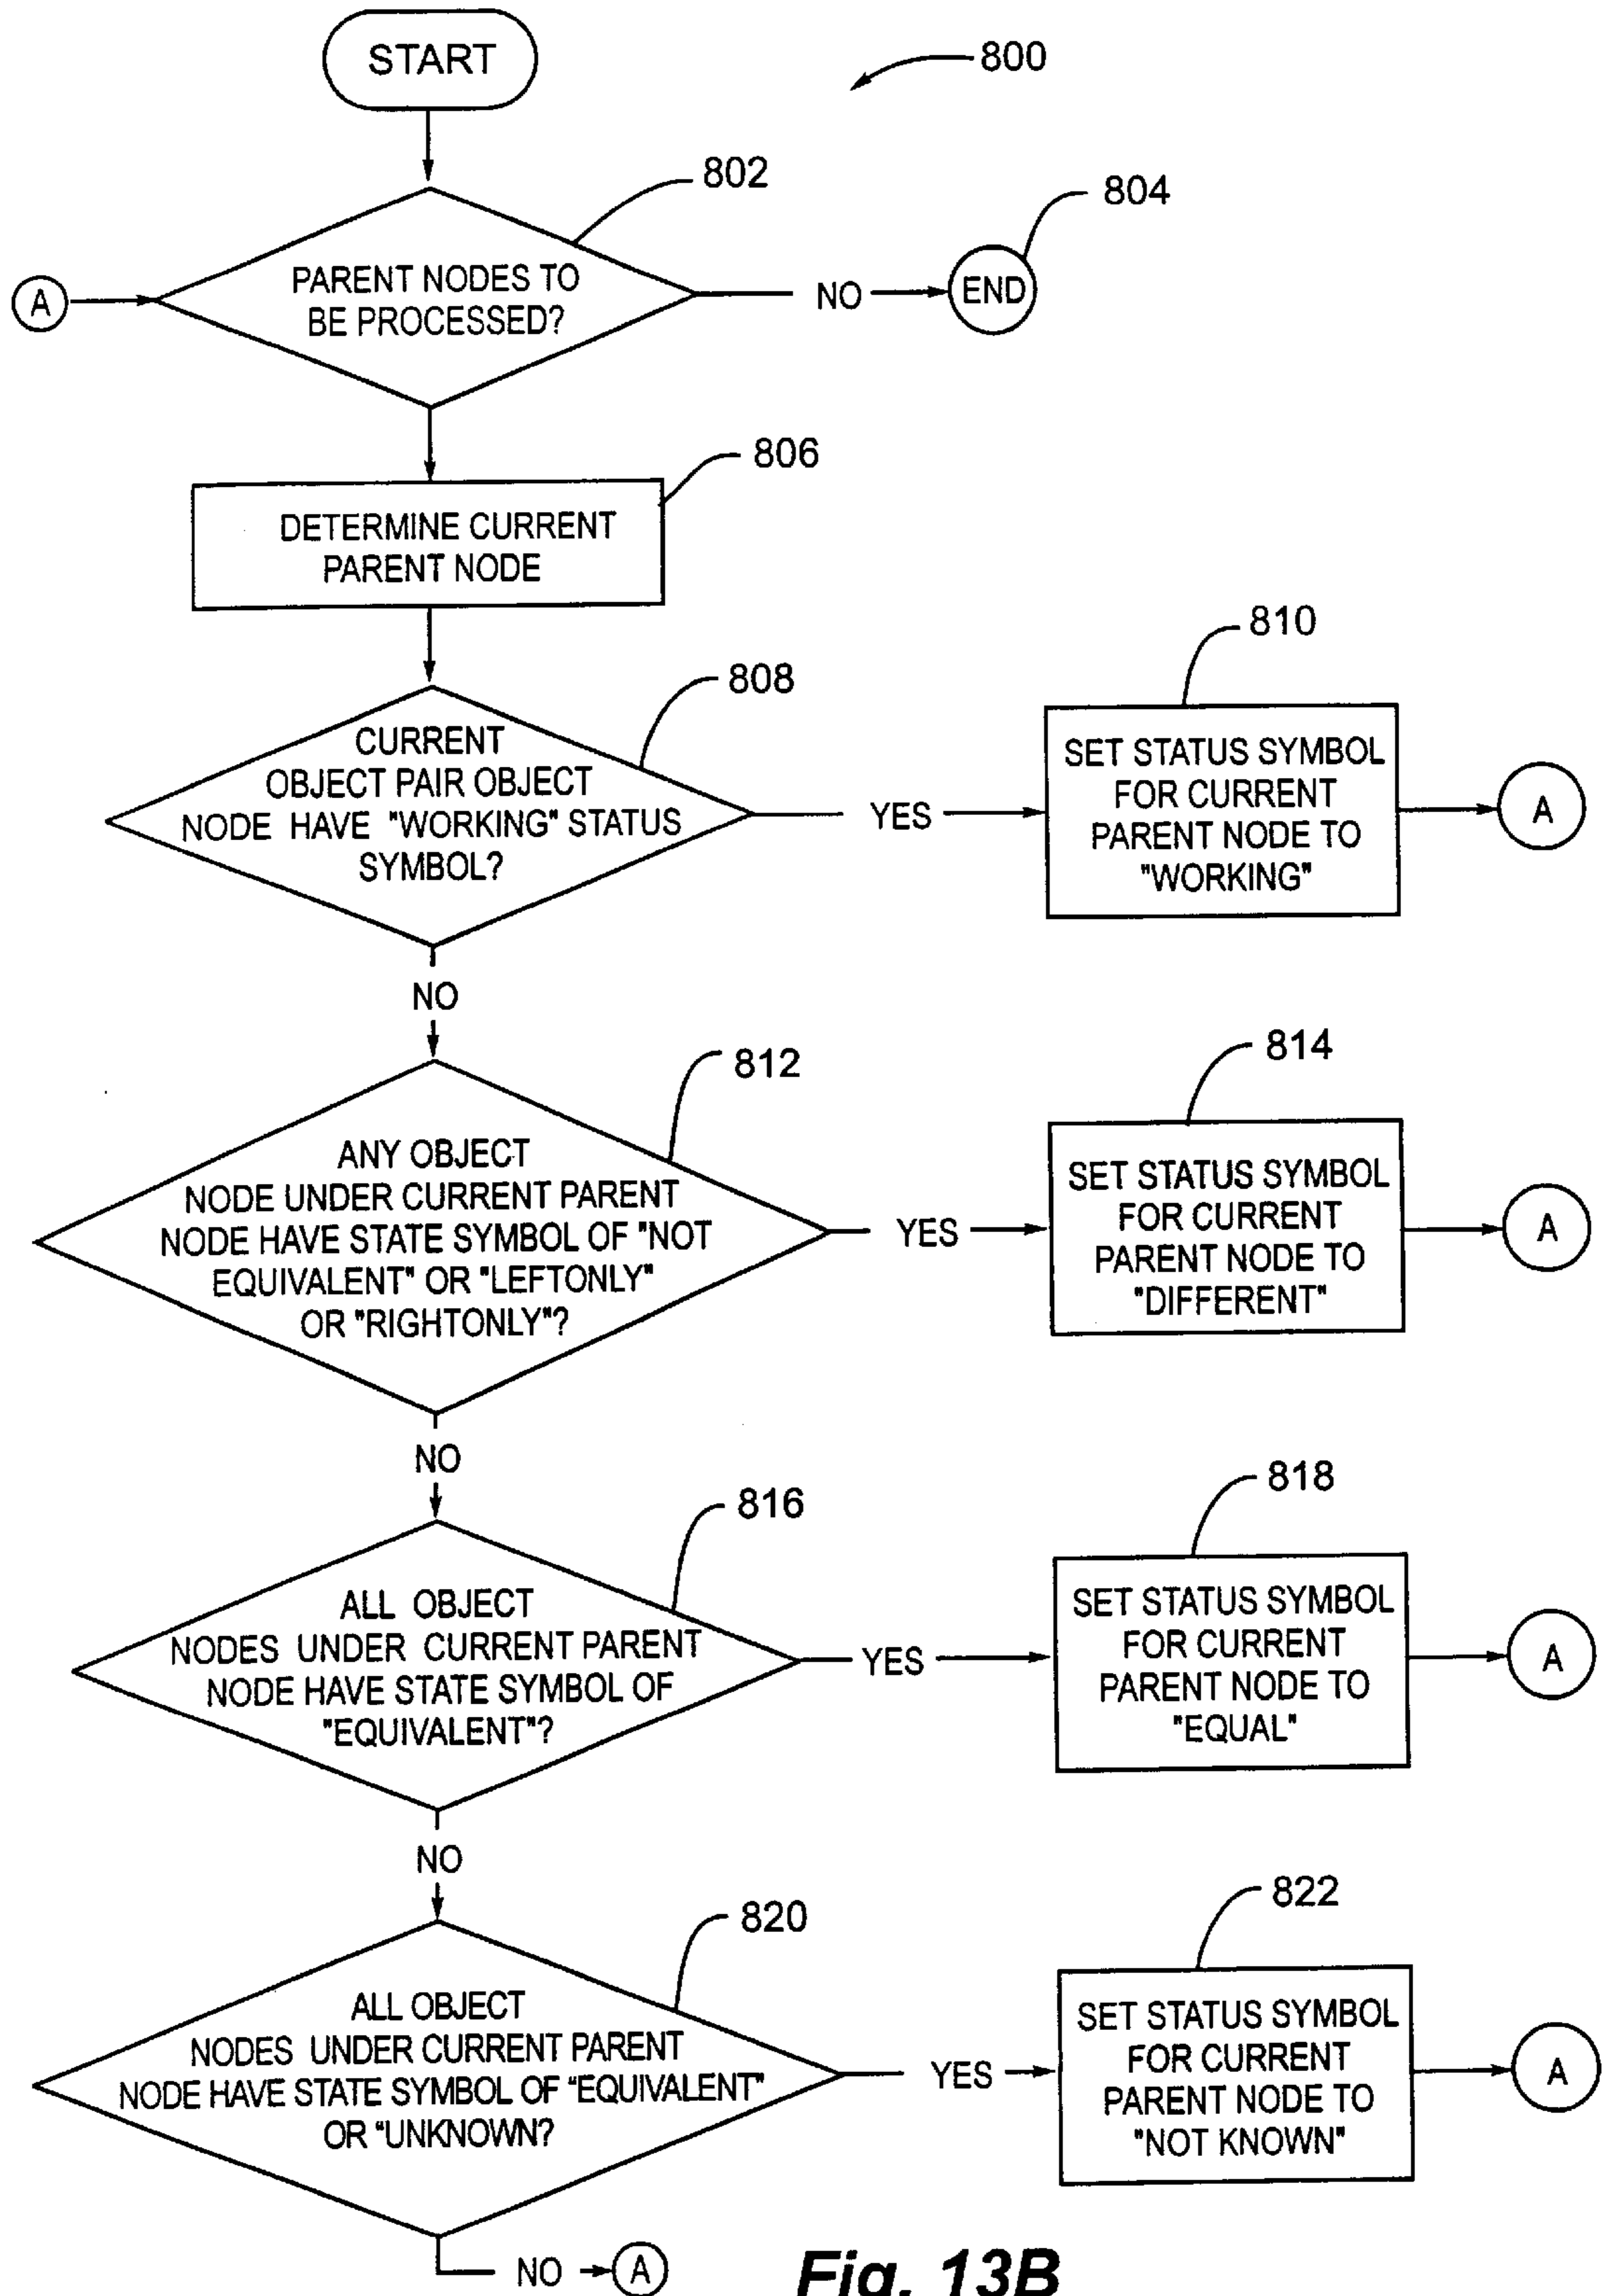 START
800
802
804
A
PARENT NODES TO
BE PROCESSED?
NO
END
806
DETERMINE CURRENT
PARENT NODE
808
810
CURRENT
OBJECT PAIR OBJECT
NODE HAVE "WORKING" STATUS
SYMBOL?
YES
SET STATUS SYMBOL
FOR CURRENT
PARENT NODE TO
"WORKING"
A
NO
812
814
ANY OBJECT
NODE UNDER CURRENT PARENT
NODE HAVE STATE SYMBOL OF "NOT
EQUIVALENT" OR "LEFTONLY"
OR "RIGHTONLY"?
YES
SET STATUS SYMBOL
FOR CURRENT
PARENT NODE TO
"DIFFERENT"
A
NO
816
818
ALL OBJECT
NODES UNDER CURRENT PARENT
NODE HAVE STATE SYMBOL OF
"EQUIVALENT"?
YES
SET STATUS SYMBOL
FOR CURRENT
PARENT NODE TO
"EQUAL"
A
NO
820
822
ALL OBJECT
NODES UNDER CURRENT PARENT
NODE HAVE STATE SYMBOL OF "EQUIVALENT"
OR "UNKNOWN?
YES
SET STATUS SYMBOL
FOR CURRENT
PARENT NODE TO
"NOT KNOWN"
A
NO
A
Fig. 13B